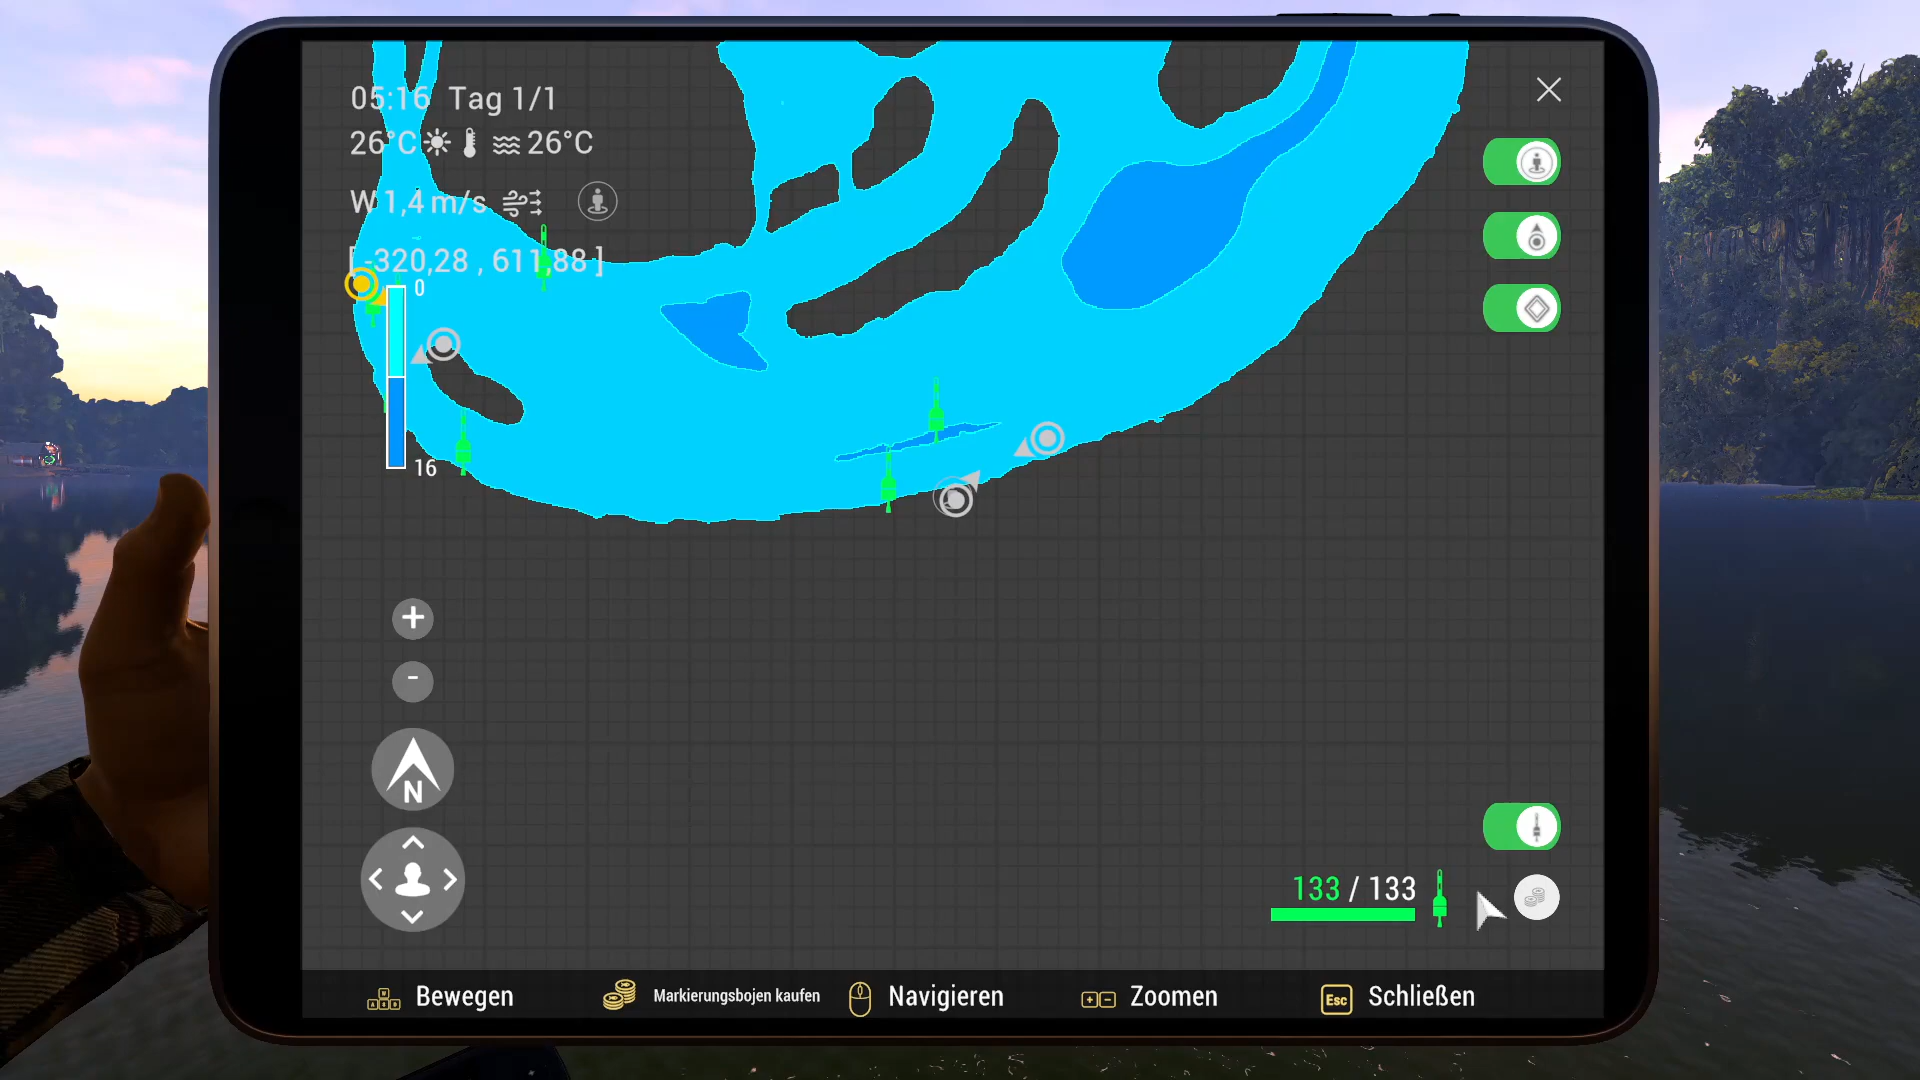 05:16 Tag 1/1
26°C 26°C
W 1,4 m/s
[ -320,28 , 611,88 ]
0
16
+
-
N
133 / 133
Bewegen
Markierungsbojen kaufen
Navigieren
Zoomen
Esc Schließen